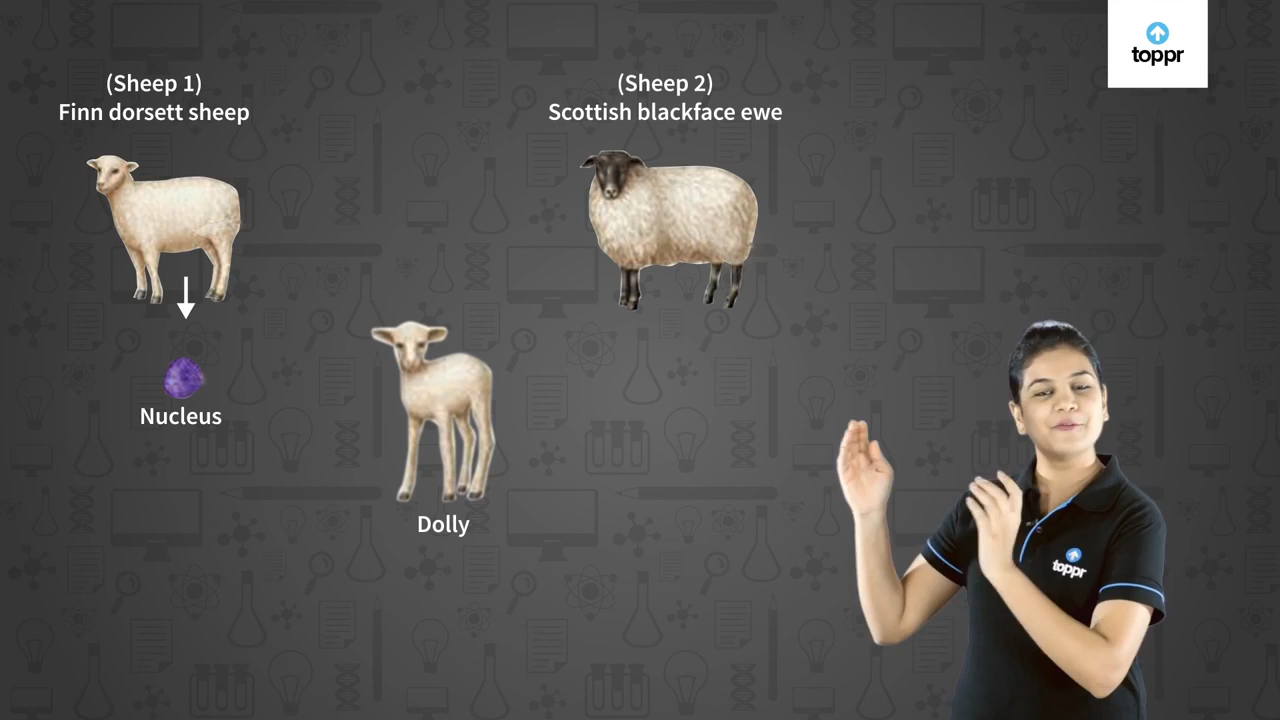 toppr
(Sheep 1)
Finn dorsett sheep
(Sheep 2)
Scottish blackface ewe
Nucleus
Dolly
toppr